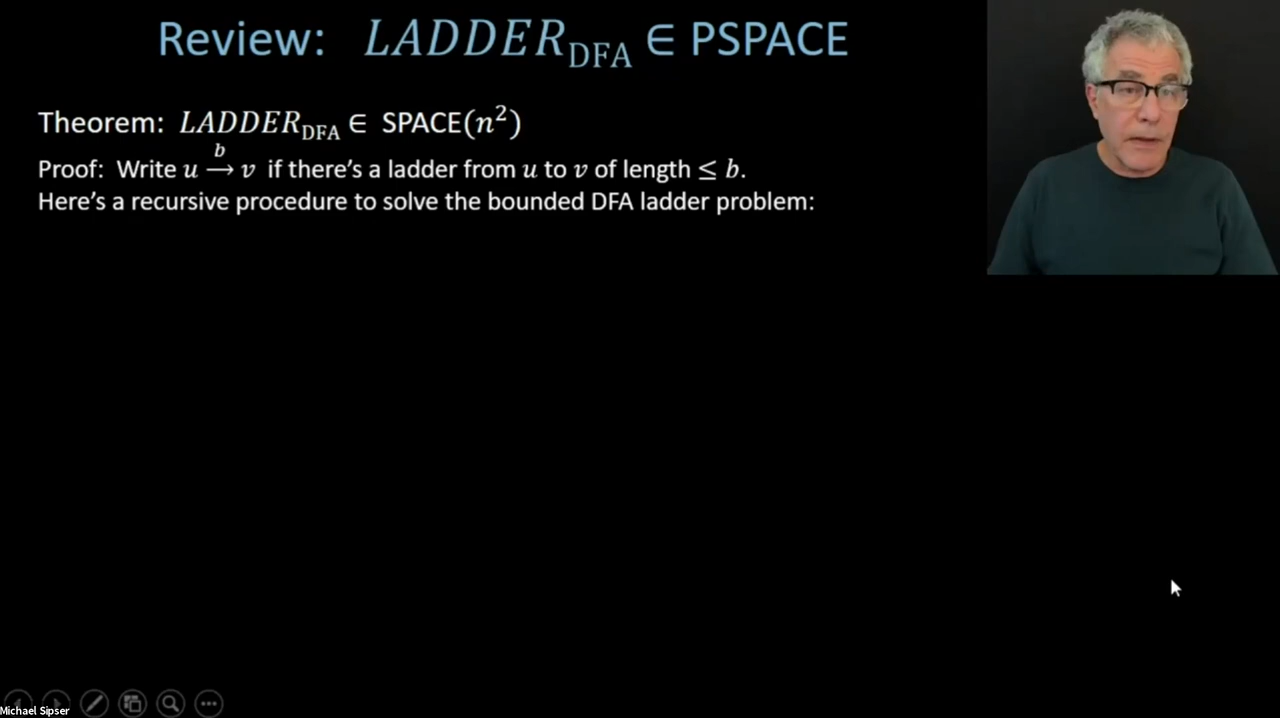 Review: LADDER_DFA ∈ PSPACE
Theorem: LADDER_DFA ∈ SPACE(n²)
Proof: Write u →ᵇ v if there's a ladder from u to v of length ≤ b.
Here's a recursive procedure to solve the bounded DFA ladder problem:
Michael Sipser